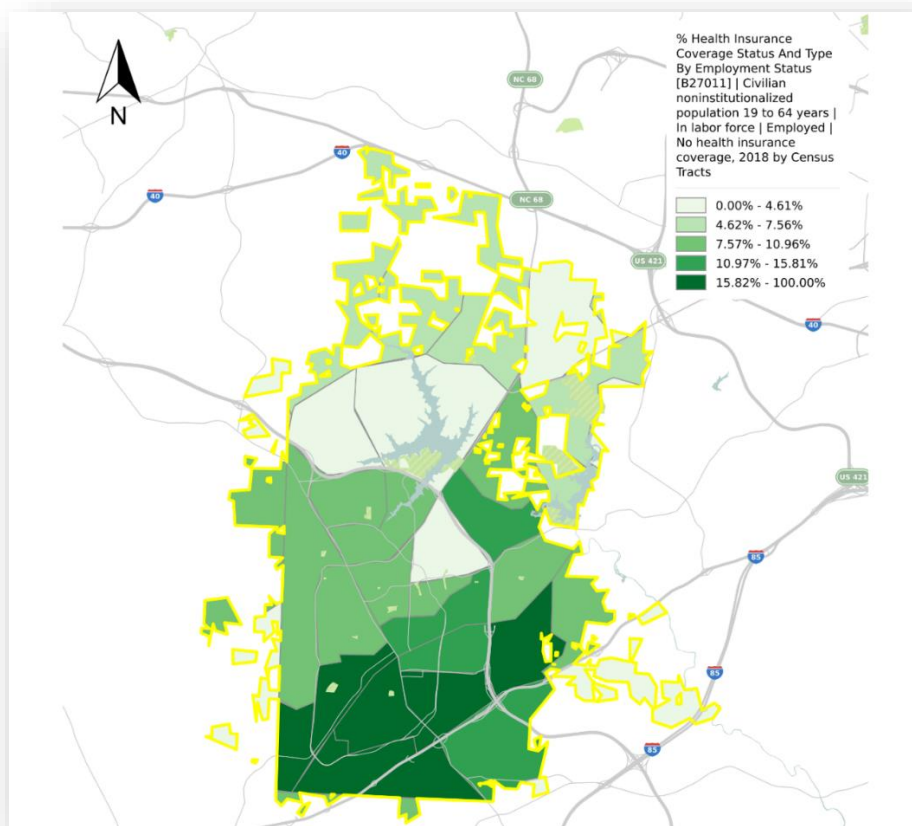 % Health Insurance
Coverage Status And Type
By Employment Status
[B27011] | Civilian
noninstitutionalized
population 19 to 64 years |
In labor force | Employed |
No health insurance
coverage, 2018 by Census
Tracts
0.00% - 4.61%
4.62% - 7.56%
7.57% - 10.96%
10.97% - 15.81%
15.82% - 100.00%
N
NC 68
40
40
NC 68
US 421
40
US 421
85
85
85